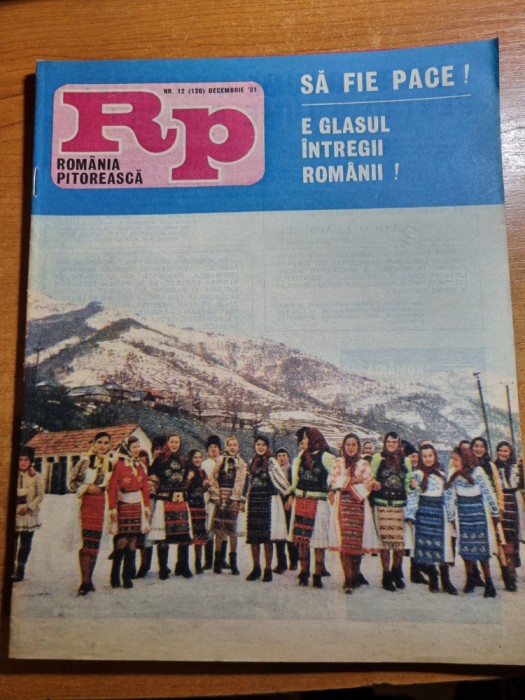 NR. 12 (120) DECEMBRIE '81
Rp
ROMÂNIA
PITOREASCĂ
SĂ FIE PACE !
E GLASUL
ÎNTREGII
ROMÂNII !